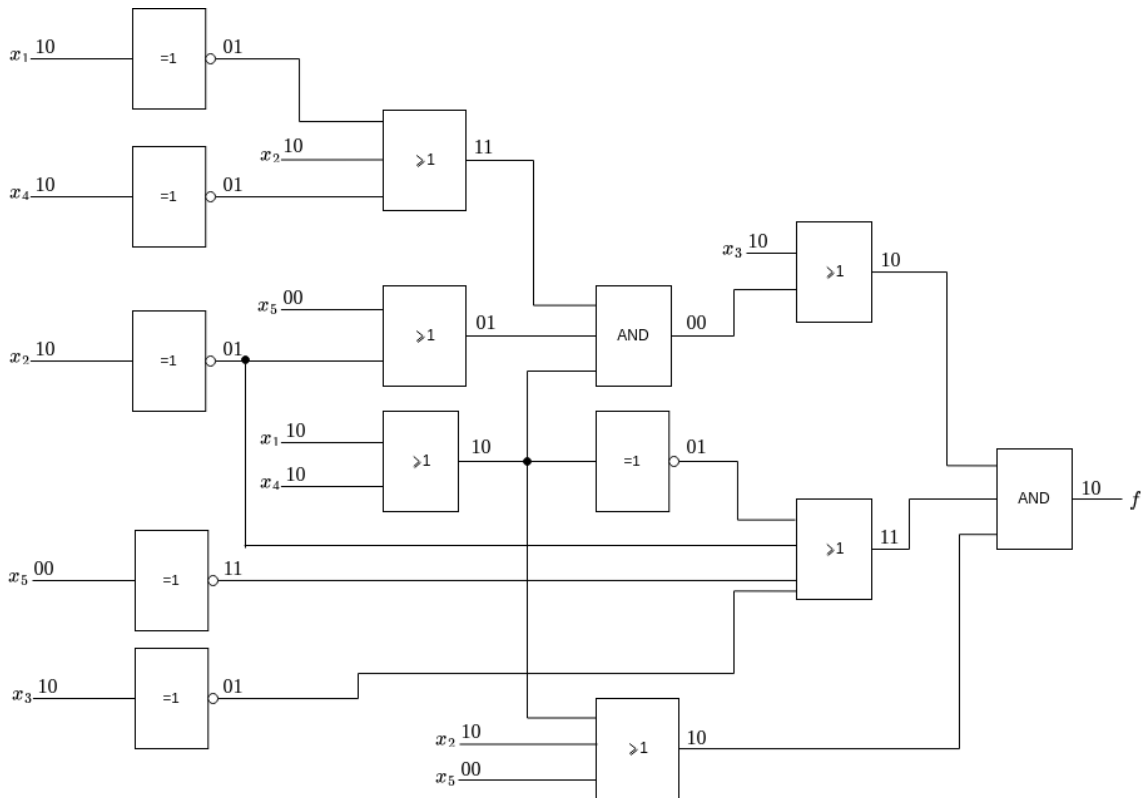 x₁ 10 =1 01
x₂ 10 ⩾1 11
x₄ 10 =1 01
x₃ 10 ⩾1 10
x₅ 00 ⩾1 01
AND 00
x₂ 10 =1 01
x₁ 10
x₄ 10 ⩾1 10
=1 01
AND 10 f
⩾1 11
x₅ 00 =1 11
x₃ 10 =1 01
x₂ 10
x₅ 00 ⩾1 10